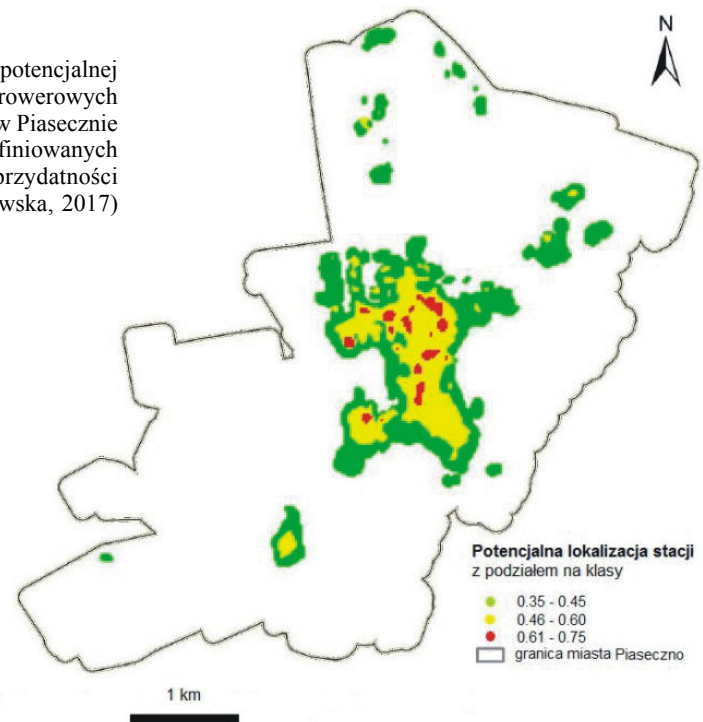 potencjalnej
rowerowych
w Piasecznie
finiowanych
przydatności
wska, 2017)
N
Potencjalna lokalizacja stacji
z podziałem na klasy
0.35 - 0.45
0.46 - 0.60
0.61 - 0.75
granica miasta Piaseczno
1 km